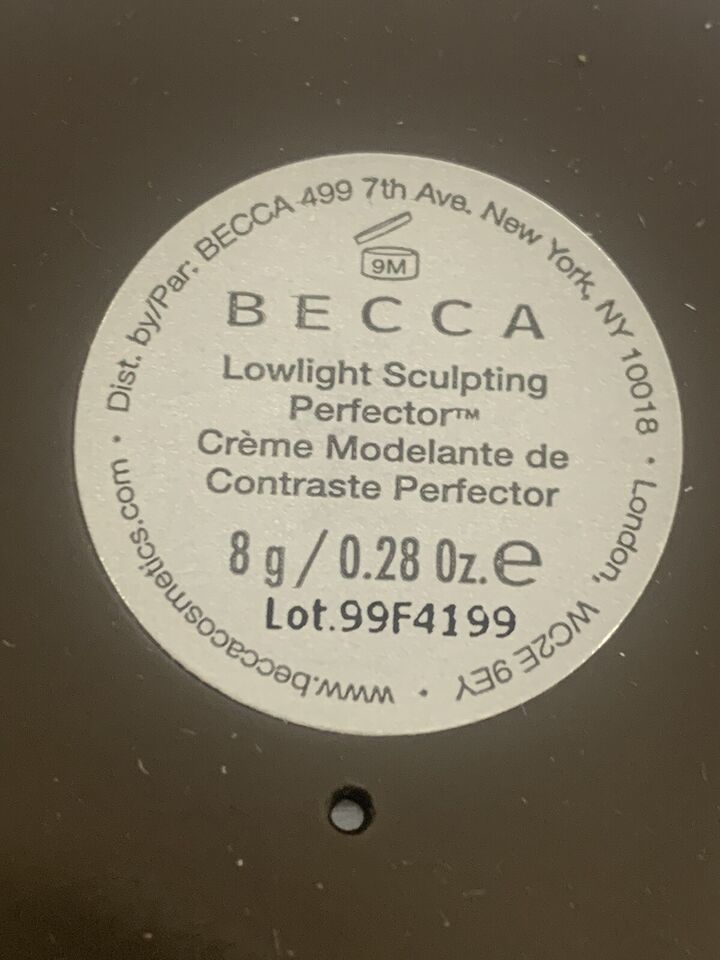 Dist. by/Par: BECCA 499 7th Ave. New York, NY 10018 • London, WC2E 9EY • www.beccacosmetics.com •
9M
BECCA
Lowlight Sculpting
Perfector™
Crème Modelante de
Contraste Perfector
8 g / 0.28 Oz. e
Lot.99F4199